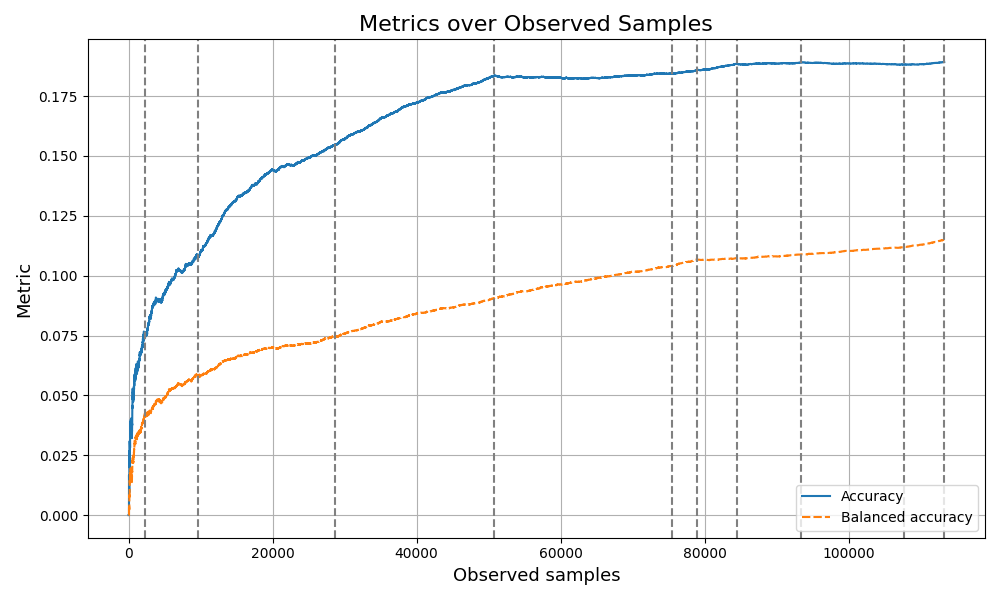 Metrics over Observed Samples
Metric
0.175
0.150
0.125
0.100
0.075
0.050
0.025
0.000
0
20000
40000
60000
80000
100000
Observed samples
Accuracy
Balanced accuracy